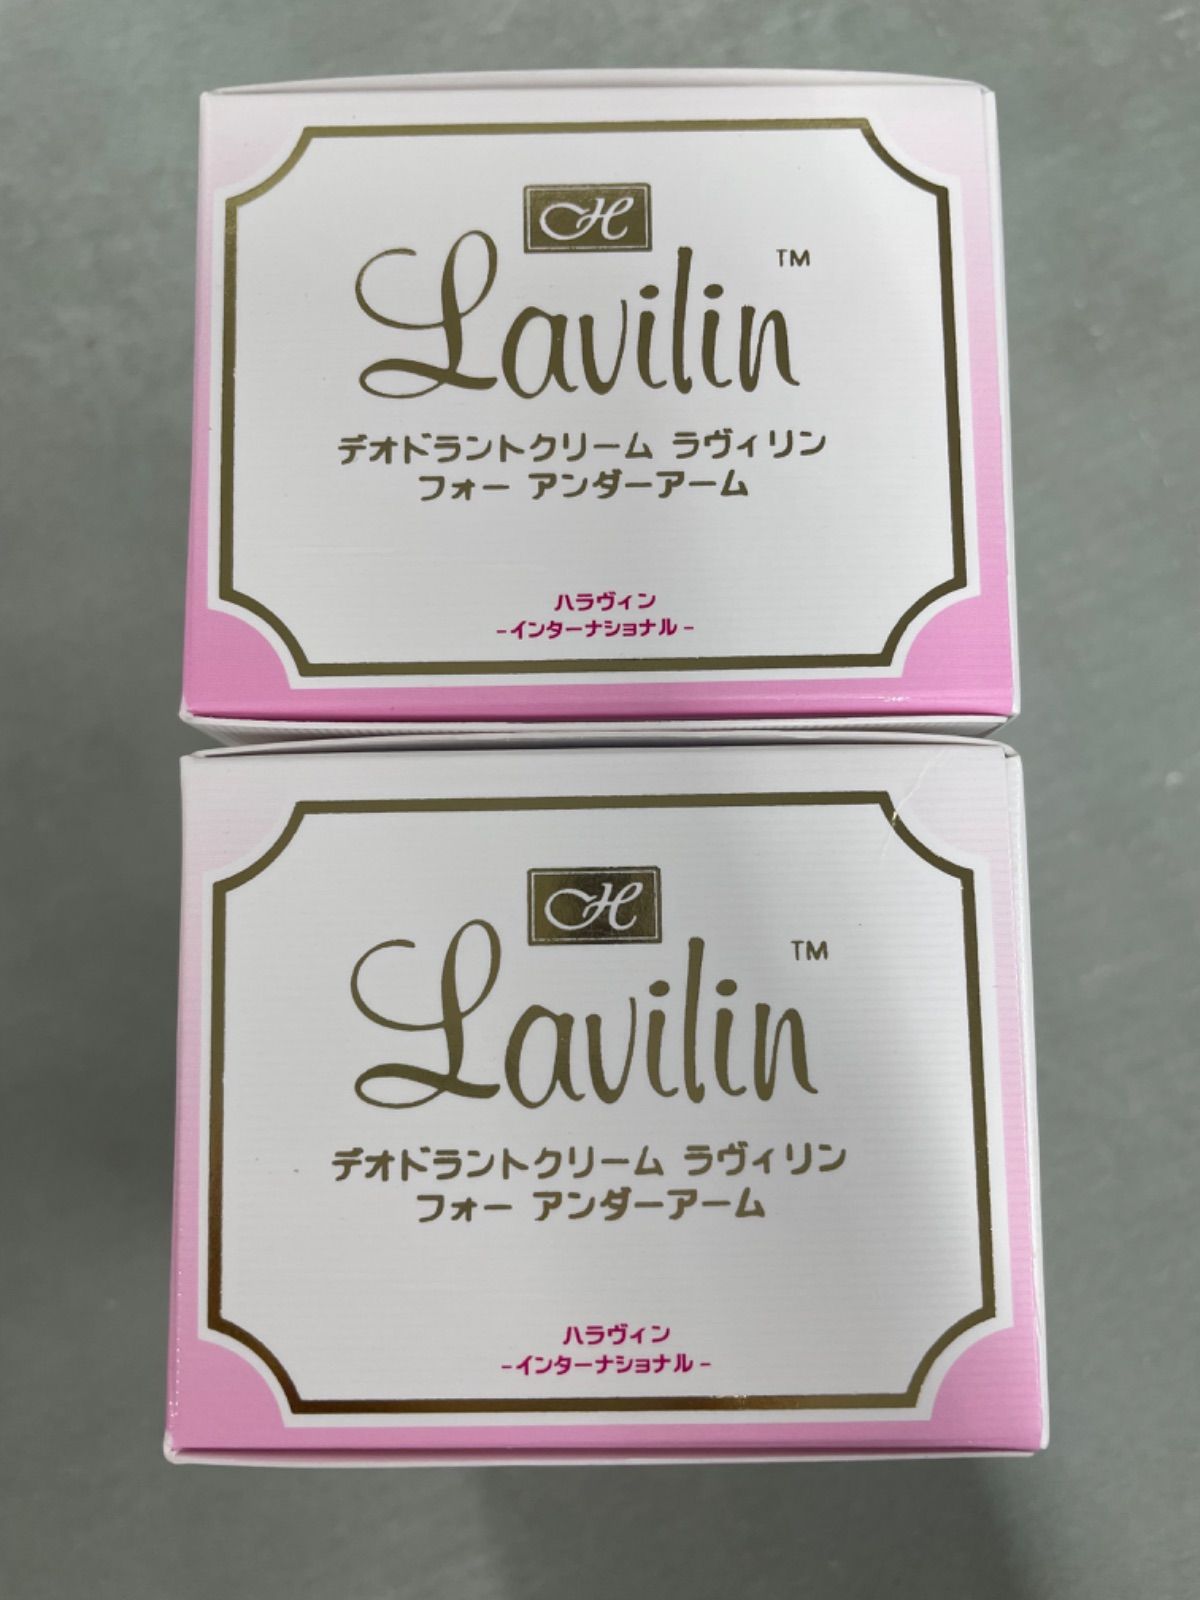 H
Lavilin™
デオドラントクリーム ラヴィリン
フォー アンダーアーム
ハラヴィン
-インターナショナル-
H
Lavilin™
デオドラントクリーム ラヴィリン
フォー アンダーアーム
ハラヴィン
-インターナショナル-